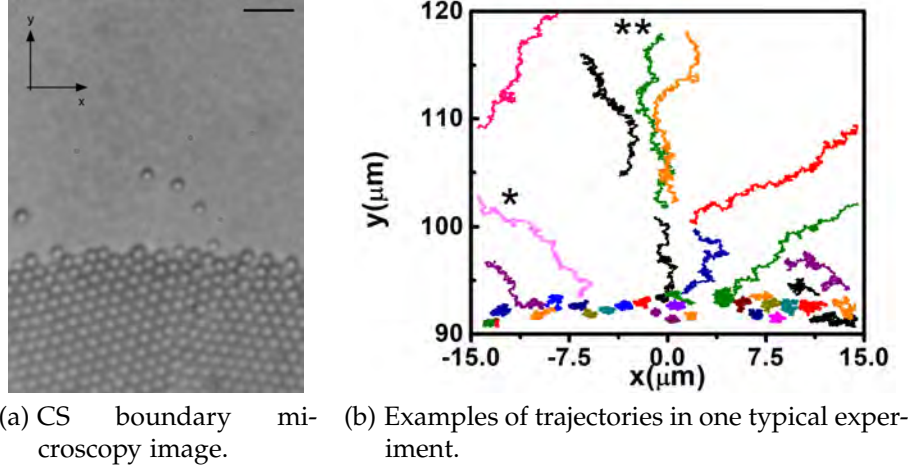 y
x
**
*
120
110
100
90
y(μm)
-15.0 -7.5 0.0 7.5 15.0
x(μm)
(a) CS boundary mi-
croscopy image.
(b) Examples of trajectories in one typical exper-
iment.